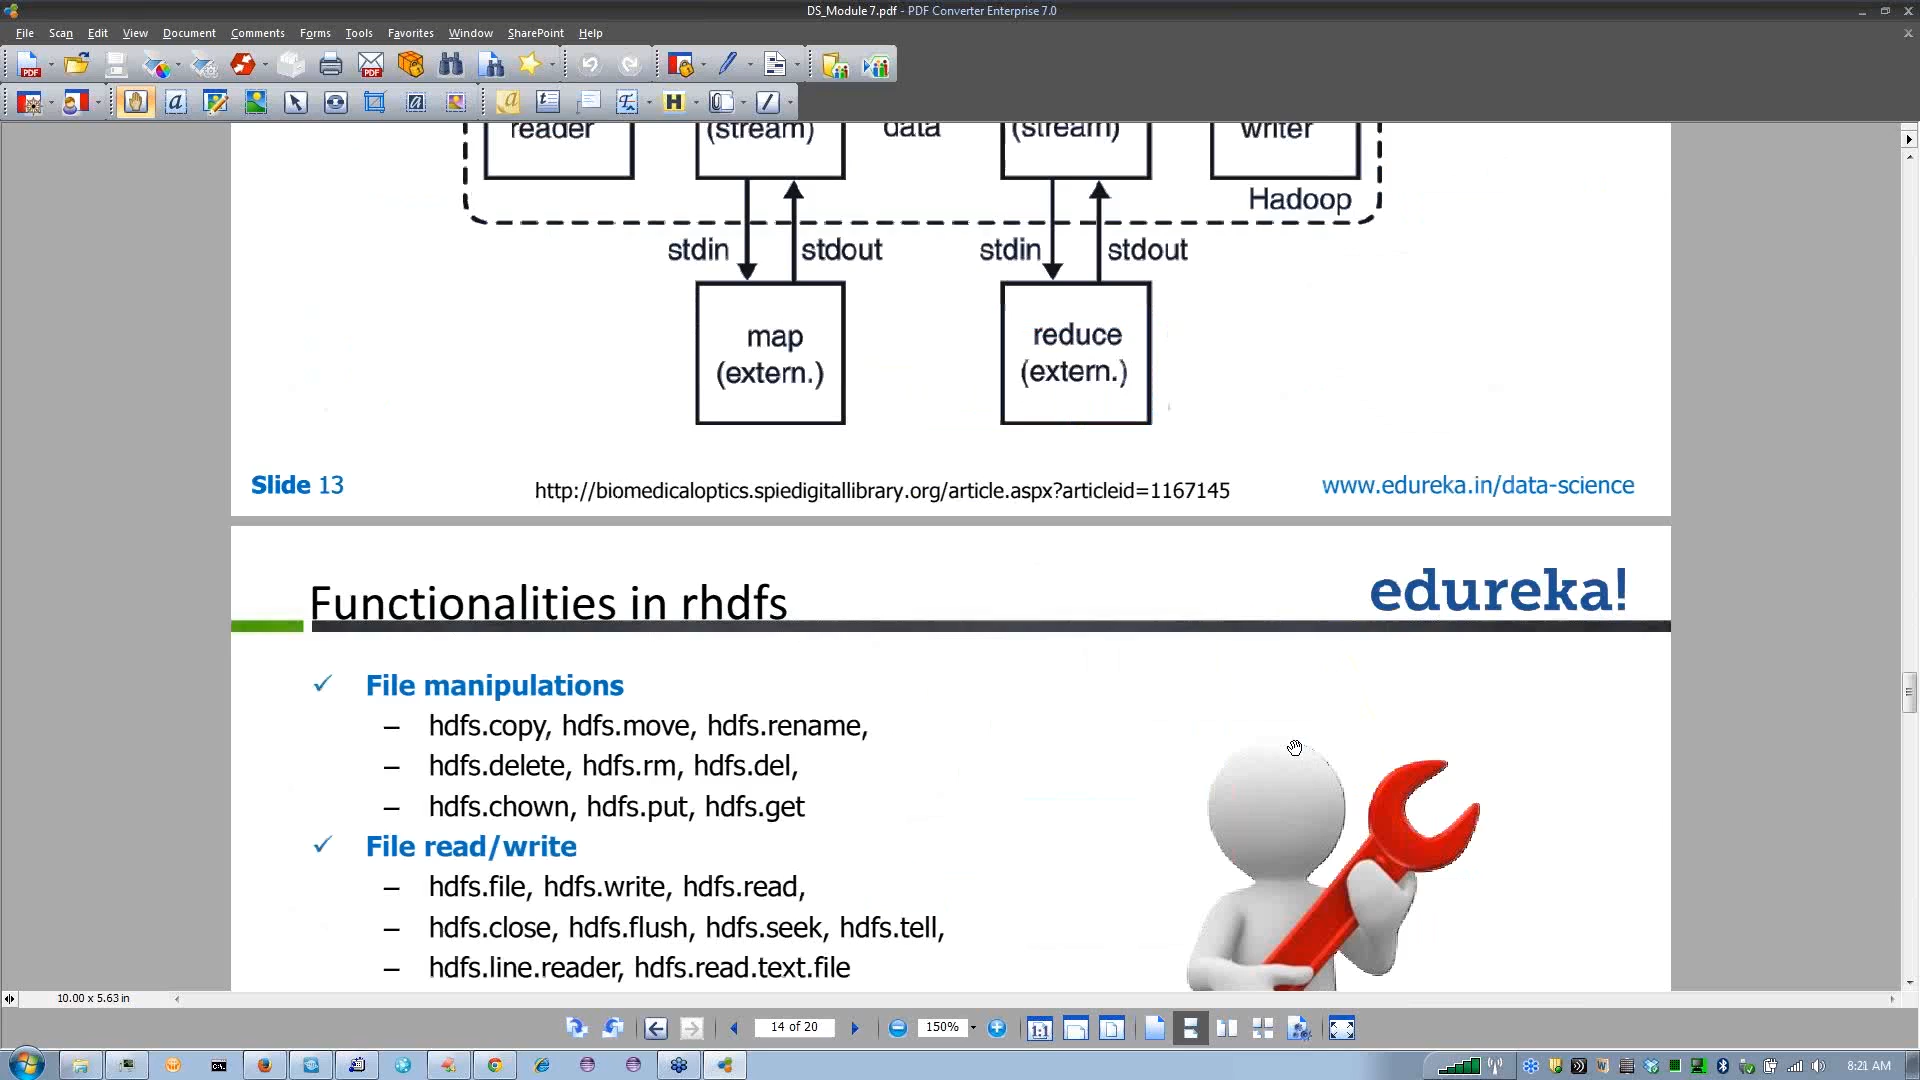 DS_Module 7.pdf - PDF Converter Enterprise 7.0
File Scan Edit View Document Comments Forms Tools Favorites Window SharePoint Help
reader (stream) data (stream) writer
Hadoop
stdin stdout stdin stdout
map reduce
(extern.) (extern.)
Slide 13 http://biomedicaloptics.spiedigitallibrary.org/article.aspx?articleid=1167145 www.edureka.in/data-science
Functionalities in rhdfs edureka!
✓ File manipulations
– hdfs.copy, hdfs.move, hdfs.rename,
– hdfs.delete, hdfs.rm, hdfs.del,
– hdfs.chown, hdfs.put, hdfs.get
✓ File read/write
– hdfs.file, hdfs.write, hdfs.read,
– hdfs.close, hdfs.flush, hdfs.seek, hdfs.tell,
– hdfs.line.reader, hdfs.read.text.file
10.00 x 5.63 in
14 of 20 150% 1:1
8:21 AM